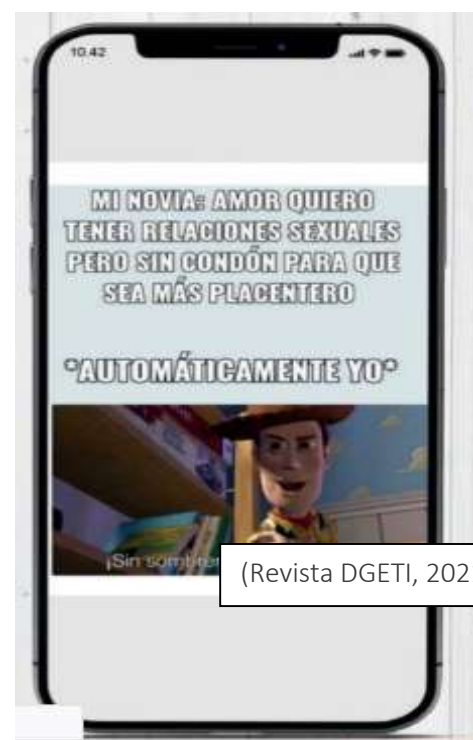 10.42
MI NOVIA: AMOR QUIERO
TENER RELACIONES SEXUALES
PERO SIN CONDÓN PARA QUE
SEA MÁS PLACENTERO
*AUTOMÁTICAMENTE YO*
¡Sin
(Revista DGETI, 202